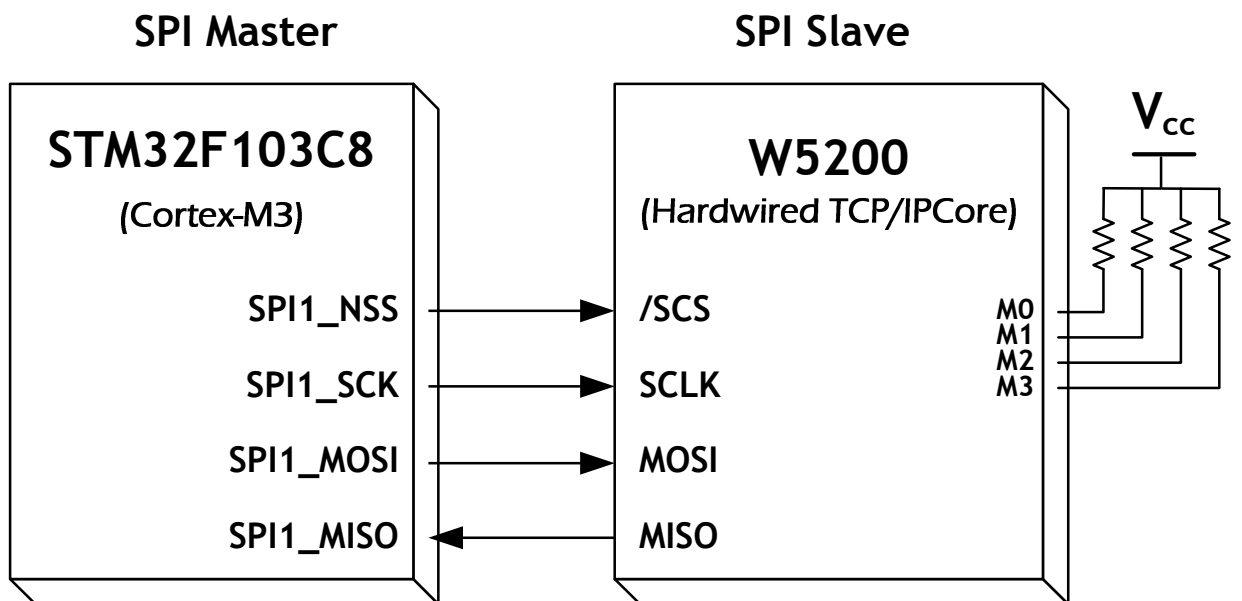 SPI Master
SPI Slave
STM32F103C8
(Cortex-M3)
SPI1_NSS
SPI1_SCK
SPI1_MOSI
SPI1_MISO
W5200
(Hardwired TCP/IPCore)
/SCS
SCLK
MOSI
MISO
M0
M1
M2
M3
Vcc